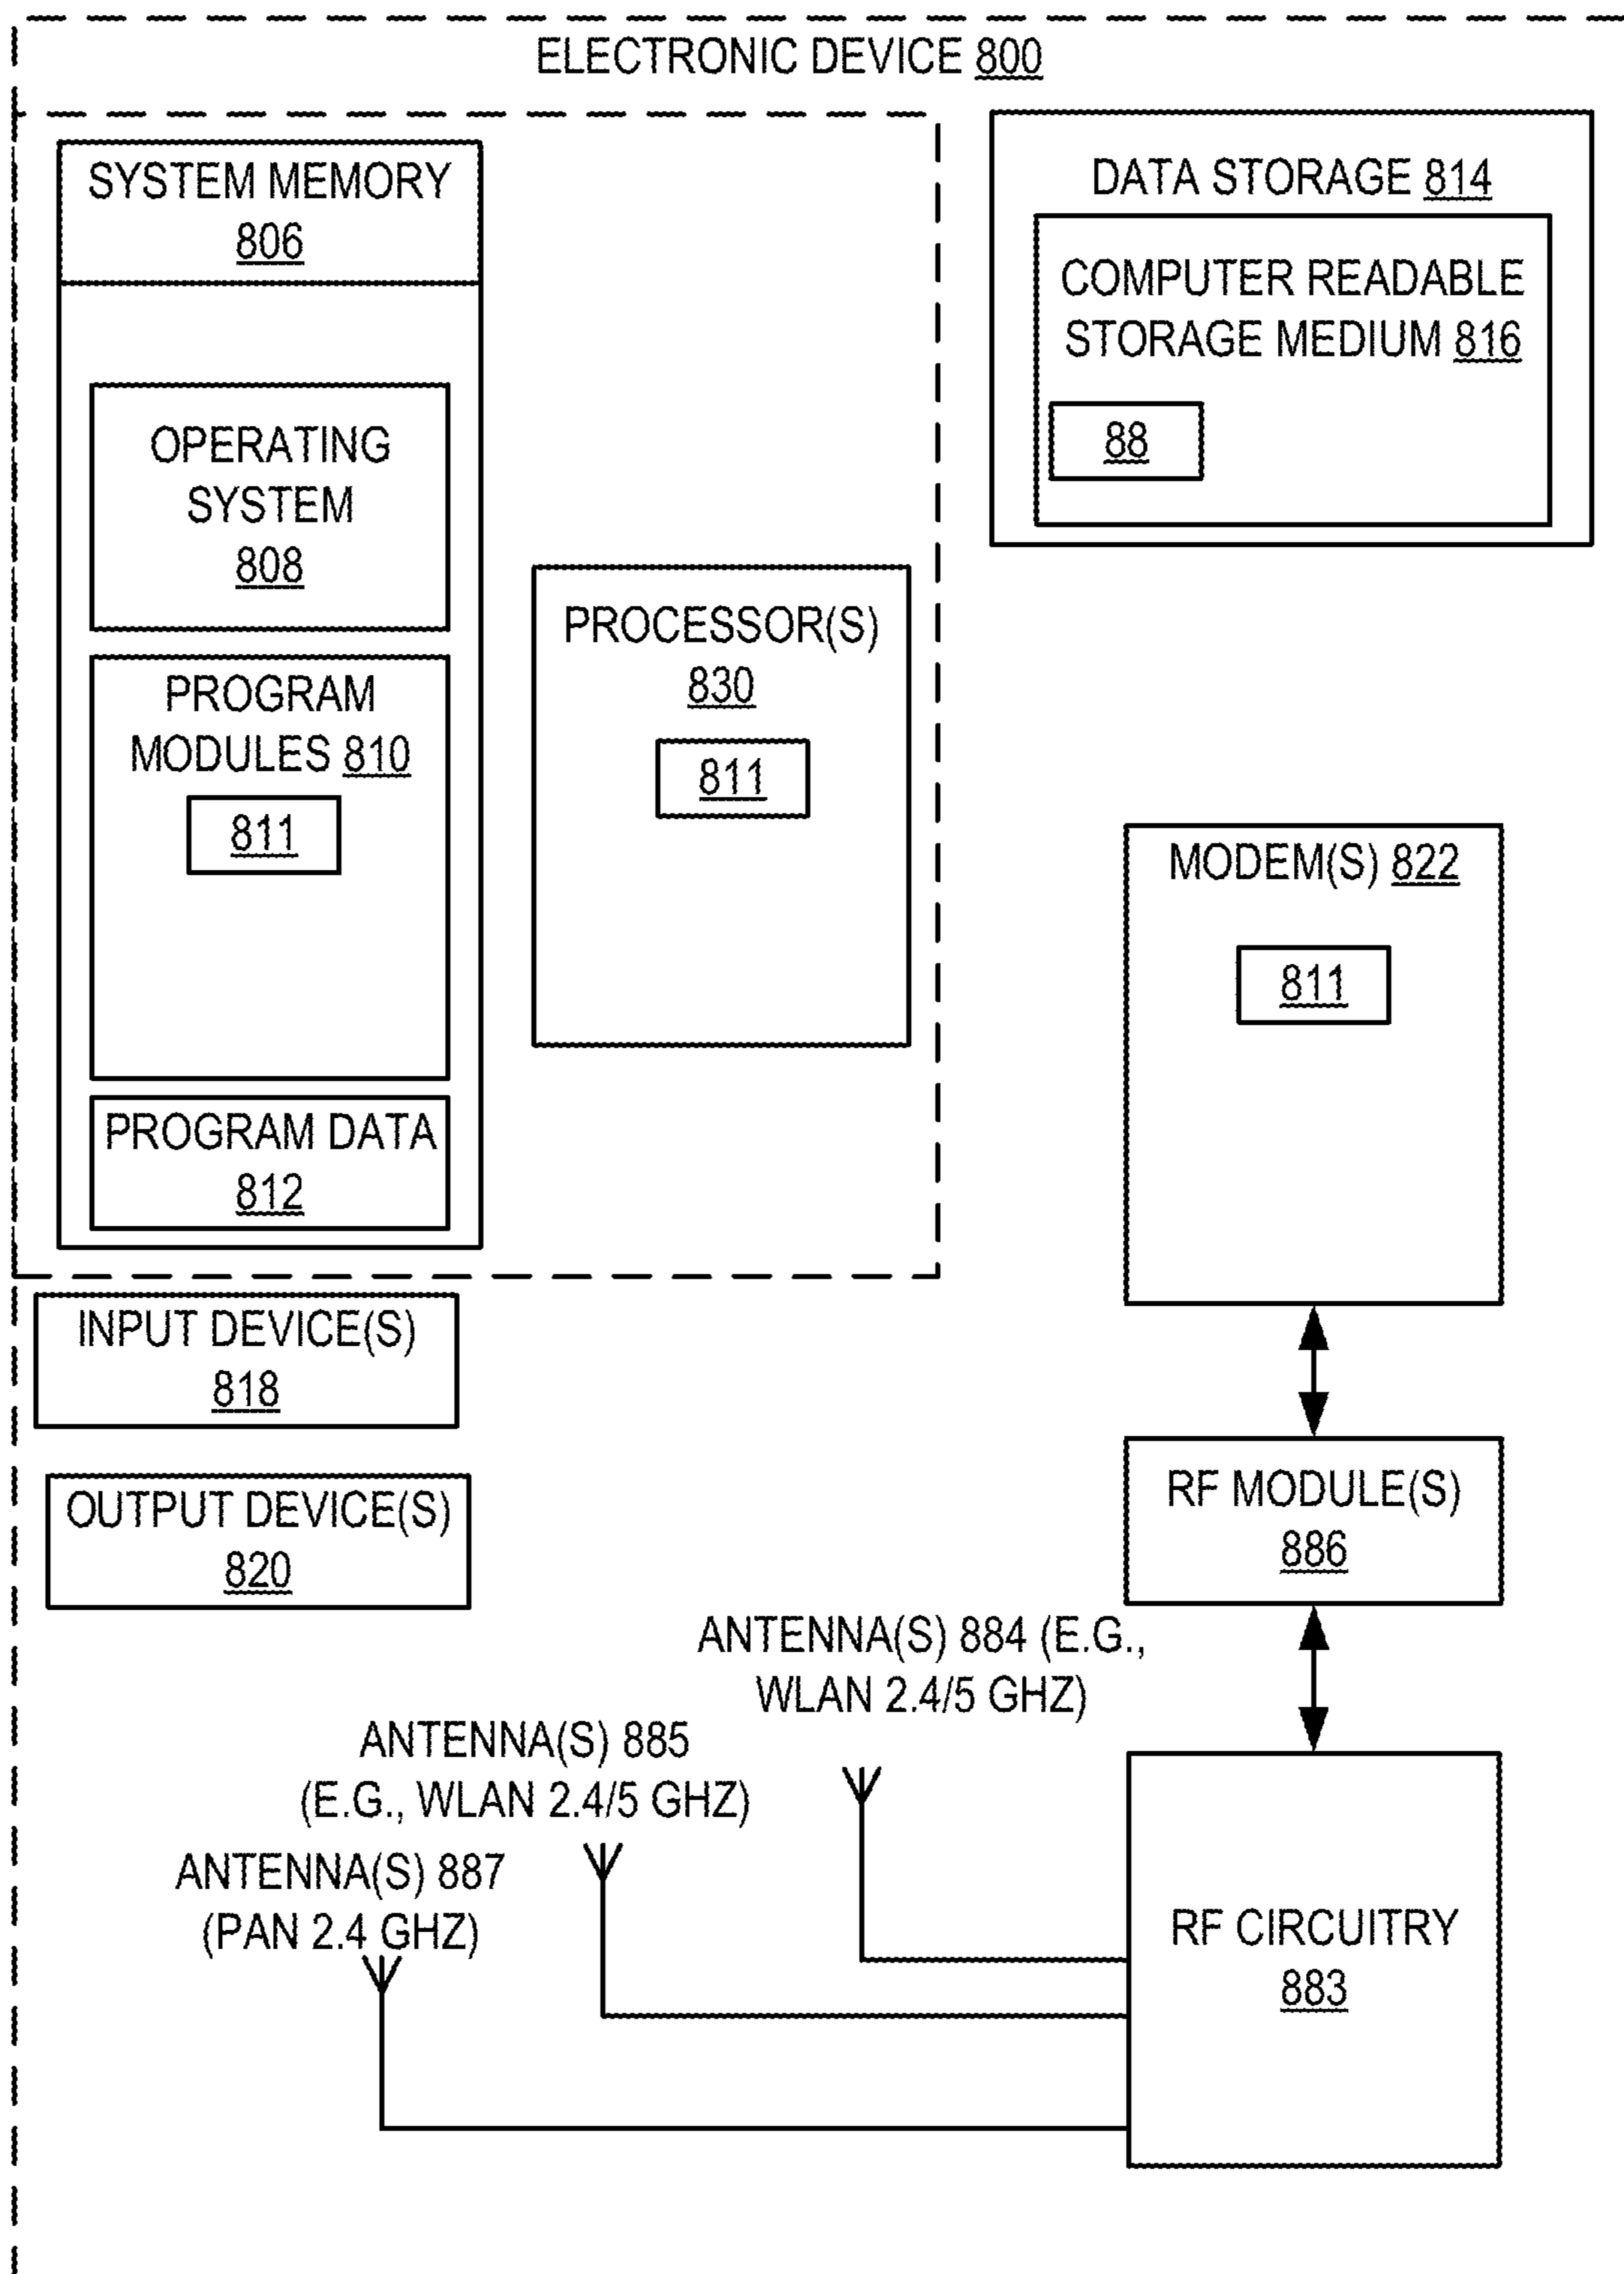 ELECTRONIC DEVICE 800
SYSTEM MEMORY
806
OPERATING
SYSTEM
808
PROGRAM
MODULES 810
811
PROGRAM DATA
812
PROCESSOR(S)
830
811
DATA STORAGE 814
COMPUTER READABLE
STORAGE MEDIUM 816
88
MODEM(S) 822
811
INPUT DEVICE(S)
818
OUTPUT DEVICE(S)
820
RF MODULE(S)
886
ANTENNA(S) 884 (E.G.,
WLAN 2.4/5 GHZ)
ANTENNA(S) 885
(E.G., WLAN 2.4/5 GHZ)
ANTENNA(S) 887
(PAN 2.4 GHZ)
RF CIRCUITRY
883